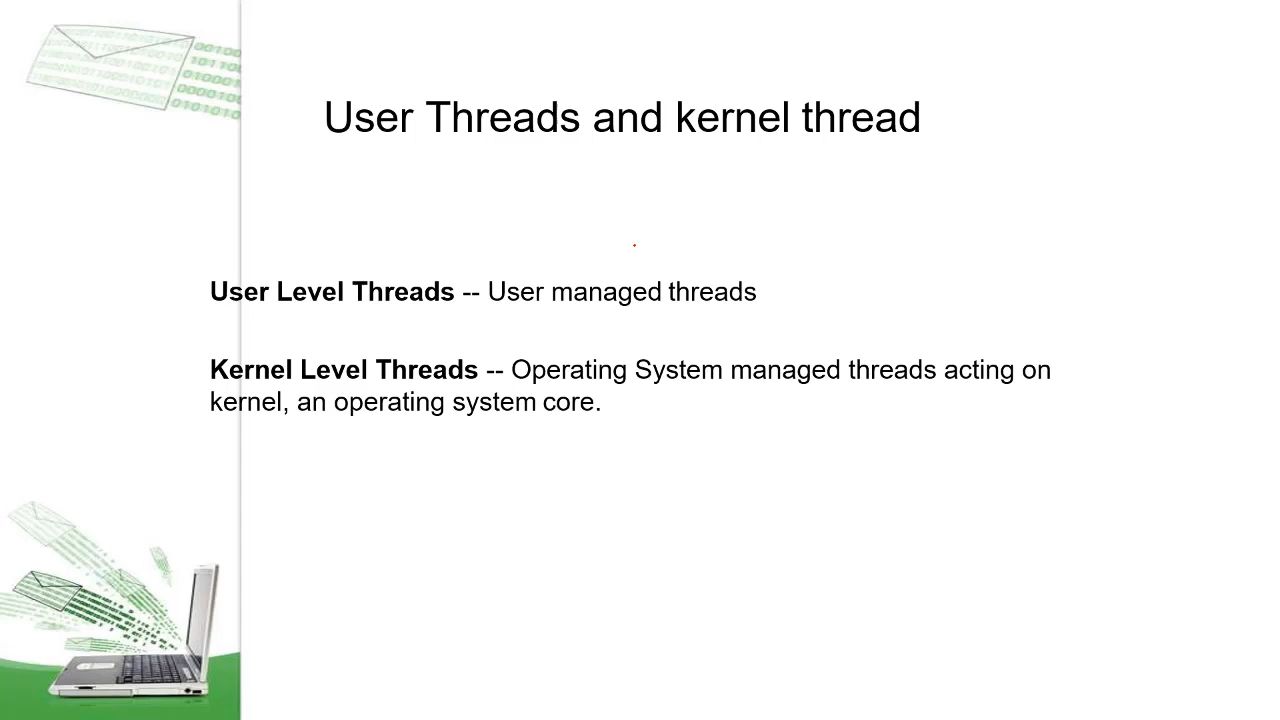 User Threads and kernel thread
User Level Threads -- User managed threads
Kernel Level Threads -- Operating System managed threads acting on
kernel, an operating system core.